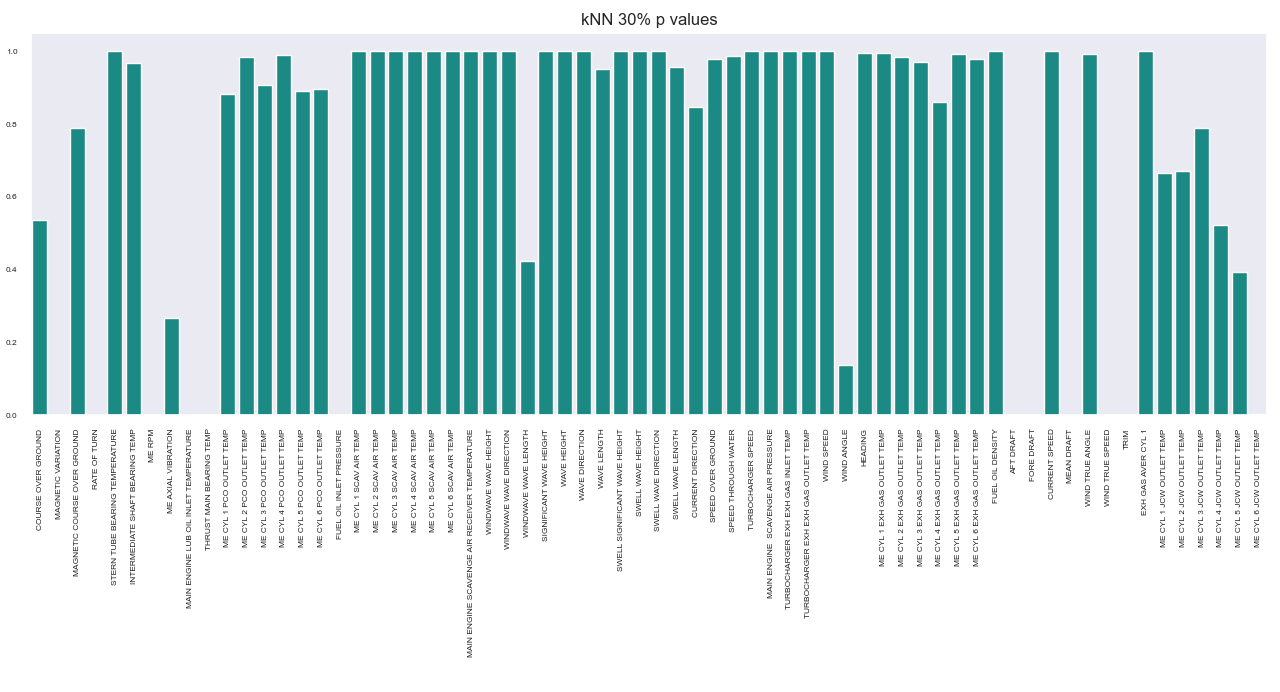 kNN 30% p values
1.0
0.8
0.6
0.4
0.2
0.0
COURSE OVER GROUND
MAGNETIC VARIATION
MAGNETIC COURSE OVER GROUND
RATE OF TURN
STERN TUBE BEARING TEMPERATURE
INTERMEDIATE SHAFT BEARING TEMP
ME RPM
ME AXIAL VIBRATION
MAIN ENGINE LUB OIL INLET TEMPERATURE
THRUST MAIN BEARING TEMP
ME CYL 1 PCO OUTLET TEMP
ME CYL 2 PCO OUTLET TEMP
ME CYL 3 PCO OUTLET TEMP
ME CYL 4 PCO OUTLET TEMP
ME CYL 5 PCO OUTLET TEMP
ME CYL 6 PCO OUTLET TEMP
FUEL OIL INLET PRESSURE
ME CYL 1 SCAV AIR TEMP
ME CYL 2 SCAV AIR TEMP
ME CYL 3 SCAV AIR TEMP
ME CYL 4 SCAV AIR TEMP
ME CYL 5 SCAV AIR TEMP
ME CYL 6 SCAV AIR TEMP
MAIN ENGINE SCAVENGE AIR RECEIVER TEMPERATURE
WINDWAVE WAVE HEIGHT
WINDWAVE WAVE DIRECTION
WINDWAVE WAVE LENGTH
SIGNIFICANT WAVE HEIGHT
WAVE HEIGHT
WAVE DIRECTION
WAVE LENGTH
SWELL SIGNIFICANT WAVE HEIGHT
SWELL WAVE HEIGHT
SWELL WAVE DIRECTION
SWELL WAVE LENGTH
CURRENT DIRECTION
SPEED OVER GROUND
SPEED THROUGH WATER
TURBOCHARGER SPEED
MAIN ENGINE  SCAVENGE AIR PRESSURE
TURBOCHARGER EXH EXH GAS INLET TEMP
TURBOCHARGER EXH EXH GAS OUTLET TEMP
WIND SPEED
WIND ANGLE
HEADING
ME CYL 1 EXH GAS OUTLET TEMP
ME CYL 2 EXH GAS OUTLET TEMP
ME CYL 3 EXH GAS OUTLET TEMP
ME CYL 4 EXH GAS OUTLET TEMP
ME CYL 5 EXH GAS OUTLET TEMP
ME CYL 6 EXH GAS OUTLET TEMP
FUEL OIL DENSITY
AFT DRAFT
FORE DRAFT
CURRENT SPEED
MEAN DRAFT
WIND TRUE ANGLE
WIND TRUE SPEED
TRIM
EXH GAS AVER CYL 1
ME CYL 1 JCW OUTLET TEMP
ME CYL 2 JCW OUTLET TEMP
ME CYL 3 JCW OUTLET TEMP
ME CYL 4 JCW OUTLET TEMP
ME CYL 5 JCW OUTLET TEMP
ME CYL 6 JCW OUTLET TEMP